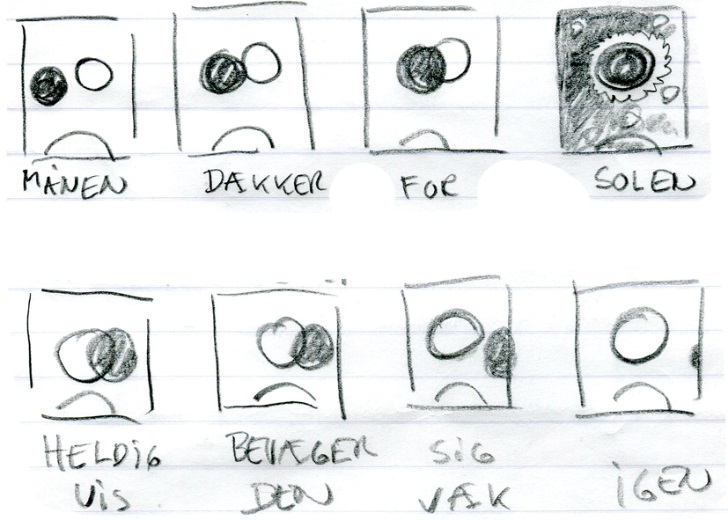 MÅNEN DÆKKER FOR SOLEN
HELDIG BEVÆGER SIG
VIS DEN VÆK IGEN